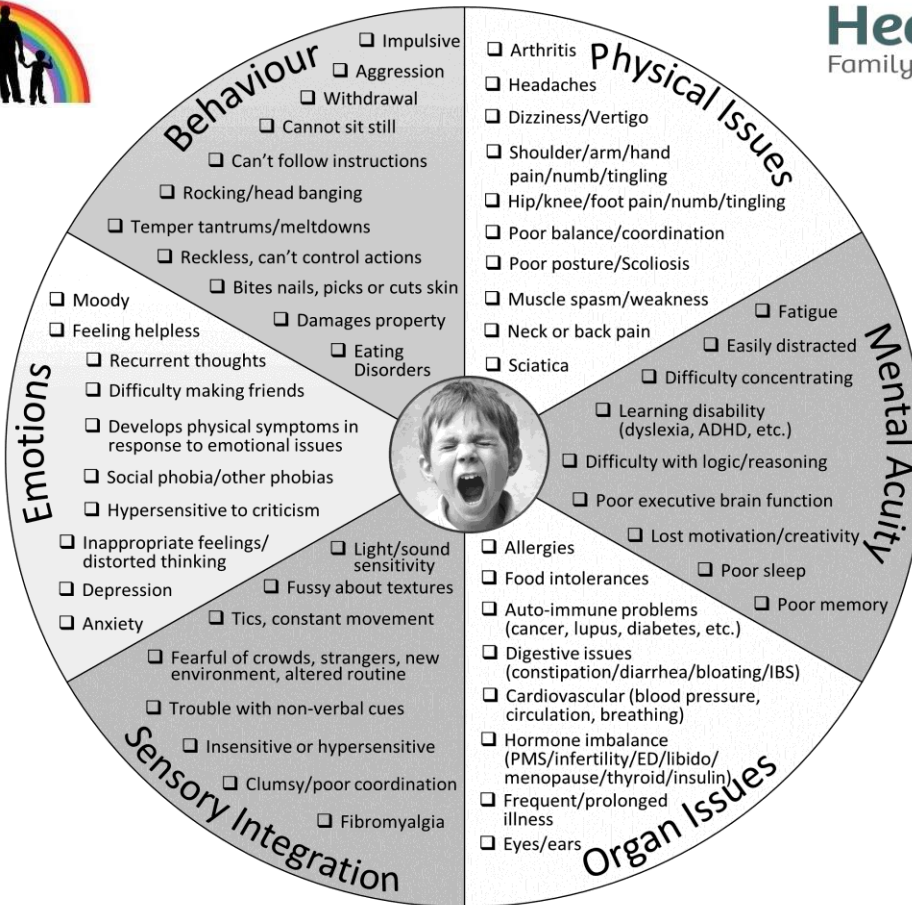 Hea
Family
Behaviour
❑ Impulsive
❑ Aggression
❑ Withdrawal
❑ Cannot sit still
❑ Can't follow instructions
❑ Rocking/head banging
❑ Temper tantrums/meltdowns
❑ Reckless, can't control actions
❑ Bites nails, picks or cuts skin
❑ Damages property
❑ Eating
Disorders
Physical Issues
❑ Arthritis
❑ Headaches
❑ Dizziness/Vertigo
❑ Shoulder/arm/hand
pain/numb/tingling
❑ Hip/knee/foot pain/numb/tingling
❑ Poor balance/coordination
❑ Poor posture/Scoliosis
❑ Muscle spasm/weakness
❑ Neck or back pain
❑ Sciatica
Mental Acuity
❑ Fatigue
❑ Easily distracted
❑ Difficulty concentrating
❑ Learning disability
(dyslexia, ADHD, etc.)
❑ Difficulty with logic/reasoning
❑ Poor executive brain function
❑ Lost motivation/creativity
❑ Poor sleep
❑ Poor memory
Emotions
❑ Moody
❑ Feeling helpless
❑ Recurrent thoughts
❑ Difficulty making friends
❑ Develops physical symptoms in
response to emotional issues
❑ Social phobia/other phobias
❑ Hypersensitive to criticism
❑ Inappropriate feelings/
distorted thinking
❑ Depression
❑ Anxiety
Sensory Integration
❑ Light/sound
sensitivity
❑ Fussy about textures
❑ Tics, constant movement
❑ Fearful of crowds, strangers, new
environment, altered routine
❑ Trouble with non-verbal cues
❑ Insensitive or hypersensitive
❑ Clumsy/poor coordination
❑ Fibromyalgia
Organ Issues
❑ Allergies
❑ Food intolerances
❑ Auto-immune problems
(cancer, lupus, diabetes, etc.)
❑ Digestive issues
(constipation/diarrhea/bloating/IBS)
❑ Cardiovascular (blood pressure,
circulation, breathing)
❑ Hormone imbalance
(PMS/infertility/ED/libido/
menopause/thyroid/insulin)
❑ Frequent/prolonged
illness
❑ Eyes/ears